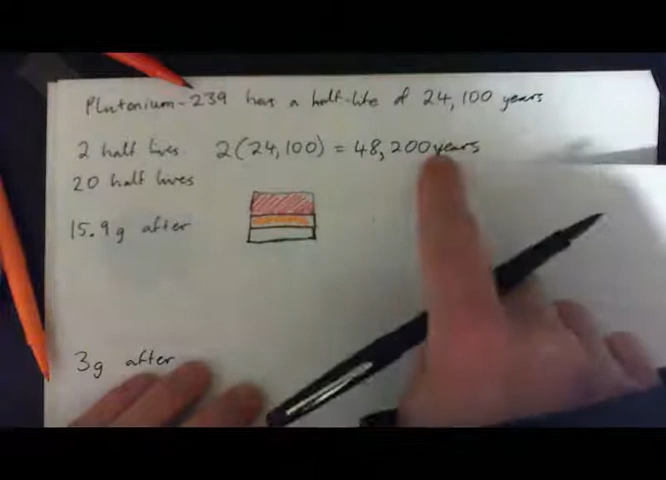 Plutonium-239 has a half-life of 24,100 years
2 half lives 2(24,100) = 48,200 years
20 half lives
15.9g after
3g after